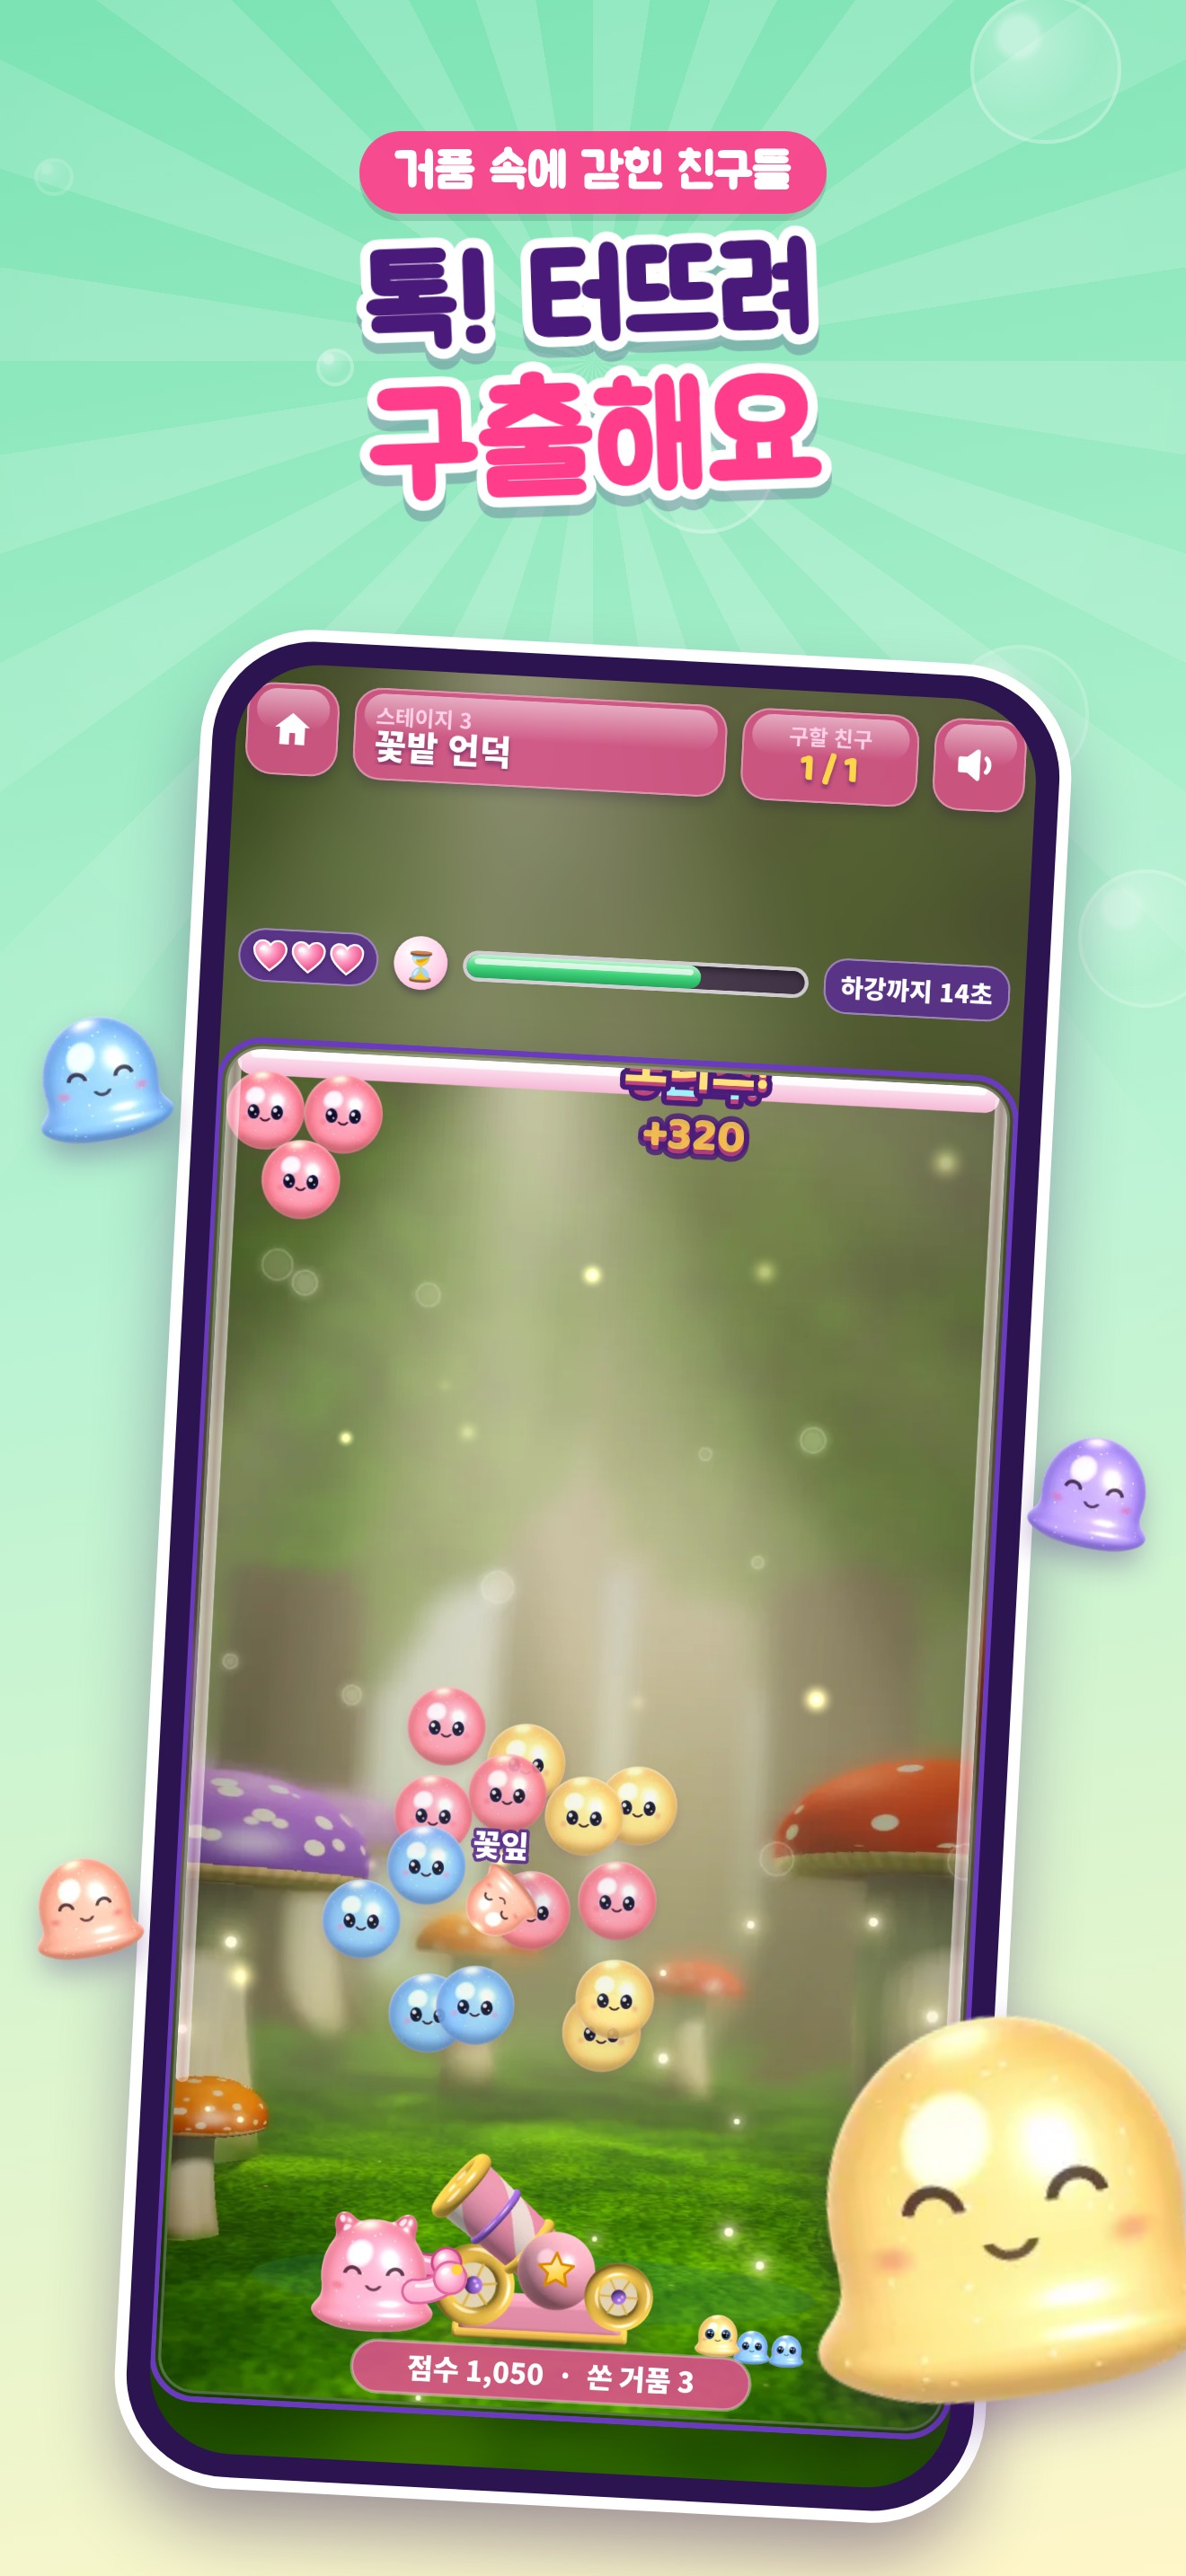 거품 속에 갇힌 친구들
톡! 터뜨려
구출해요
스테이지 3
꽃밭 언덕
구할 친구
1/1
하강까지 14초
+320
꽃잎
점수 1,050 · 쏜 거품 3